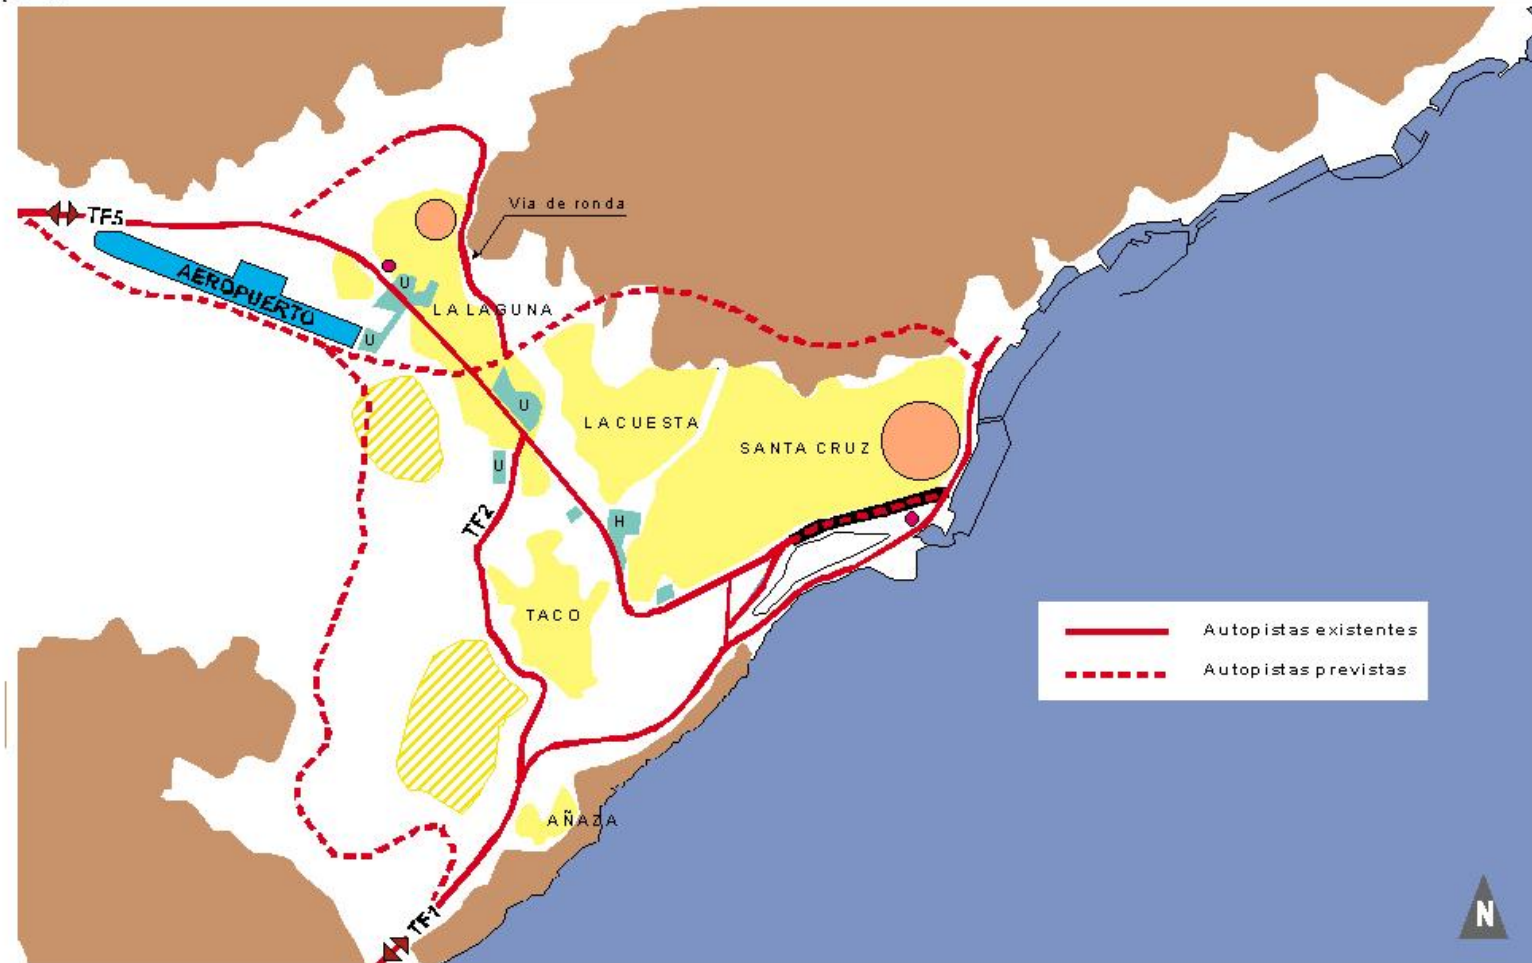 Via de ronda
TF5
AEROPUERTO
U
LA LAGUNA
U
U
LA CUESTA
SANTA CRUZ
U
TF2
H
TACO
Autopistas existentes
Autopistas previstas
AÑAZA
TF1
N